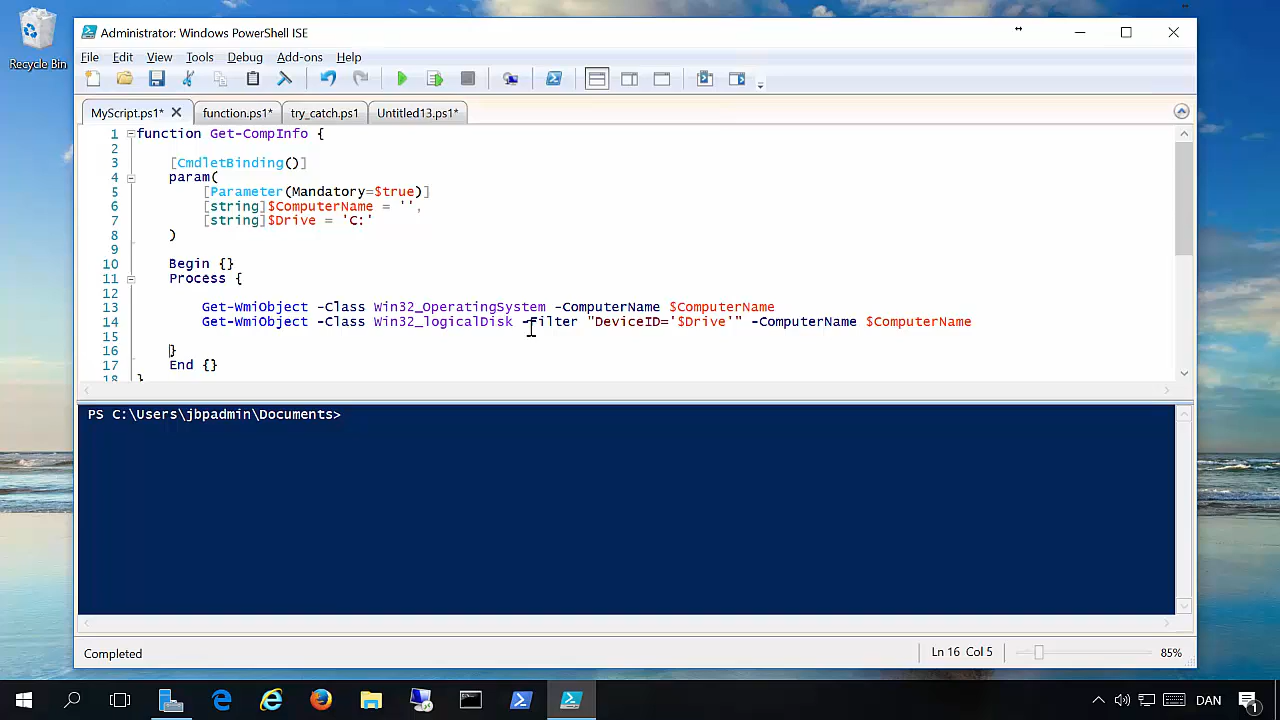 Recycle Bin
Administrator: Windows PowerShell ISE
File Edit View Tools Debug Add-ons Help
MyScript.ps1* function.ps1* try_catch.ps1 Untitled13.ps1*
1 function Get-CompInfo {
2
3 [CmdletBinding()]
4 param(
5 [Parameter(Mandatory=$true)]
6 [string]$ComputerName = '',
7 [string]$Drive = 'C:'
8 )
9
10 Begin {}
11 Process {
12
13 Get-WmiObject -Class Win32_OperatingSystem -ComputerName $ComputerName
14 Get-WmiObject -Class Win32_logicalDisk -Filter "DeviceID='$Drive'" -ComputerName $ComputerName
15
16 }
17 End {}
18 }
PS C:\Users\jbpadmin\Documents>
Completed Ln 16 Col 5 85%
DAN 1